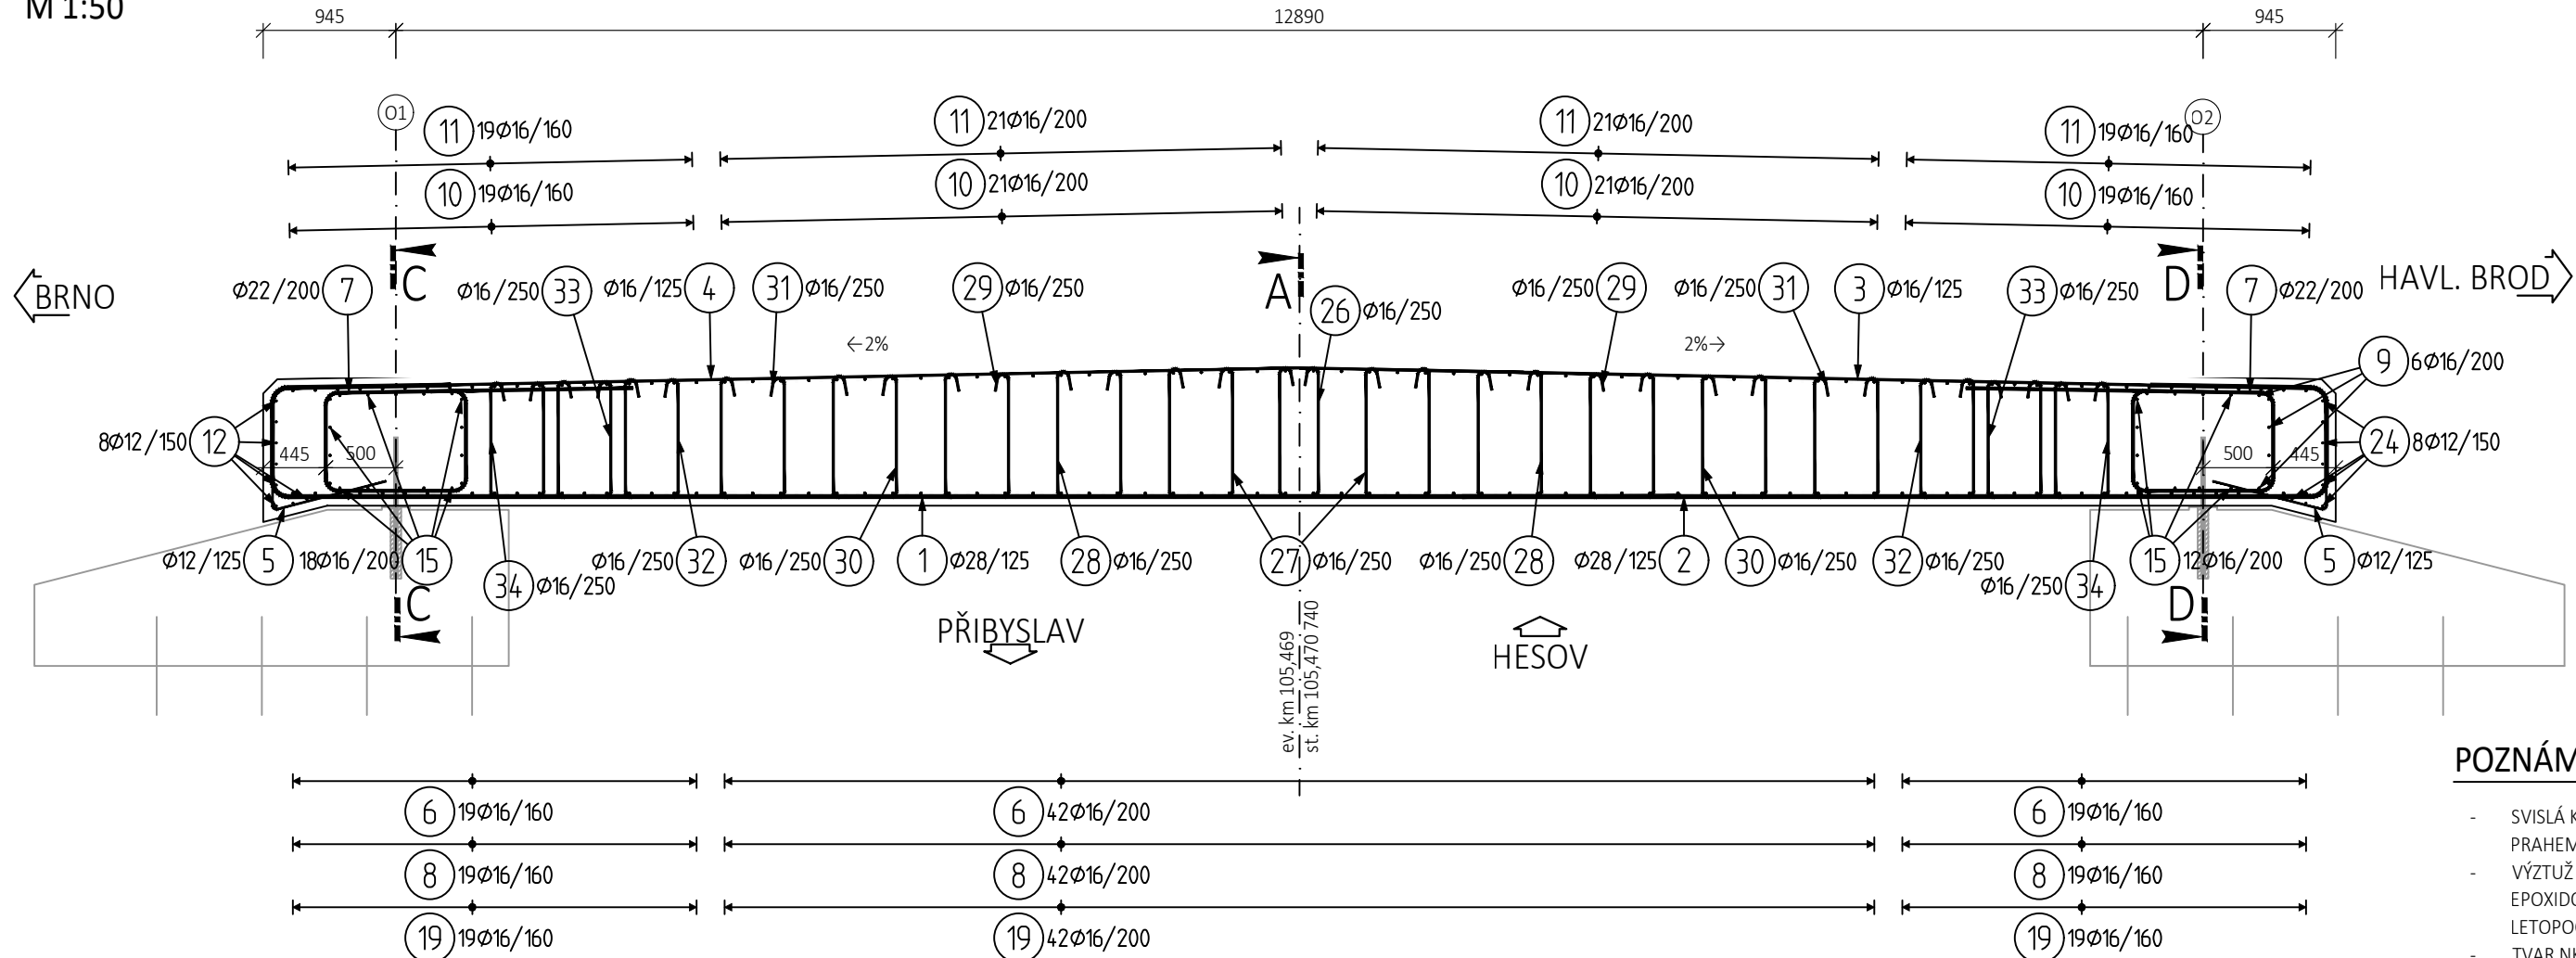 M 1:50
945
12890
945
O1
11 19Ø16/160
11 21Ø16/200
11 21Ø16/200
11 19Ø16/160
O2
10 19Ø16/160
10 21Ø16/200
10 21Ø16/200
10 19Ø16/160
BRNO
Ø22/200 7
C
Ø16/250 33
Ø16/125 4
31 Ø16/250
29 Ø16/250
A
26 Ø16/250
Ø16/250 29
Ø16/250 31
3 Ø16/125
33 Ø16/250
D
7 Ø22/200
HAVL. BROD
←2%
2%→
9 6Ø16/200
8Ø12/150 12
445
500
500
445
24 8Ø12/150
Ø12/125 5
18Ø16/200 15
34 Ø16/250
Ø16/250 32
Ø16/250 30
1 Ø28/125
28 Ø16/250
27 Ø16/250
Ø16/250 28
Ø28/125 2
30 Ø16/250
32 Ø16/250
Ø16/250 34
15 12Ø16/200
5 Ø12/125
C
D
PŘIBYSLAV
HESOV
ev. km 105,469
st. km 105,470 740
6 19Ø16/160
6 42Ø16/200
6 19Ø16/160
8 19Ø16/160
8 42Ø16/200
8 19Ø16/160
19 19Ø16/160
19 42Ø16/200
19 19Ø16/160
POZNÁM
- SVISLÁ K
PRAHEM
- VÝZTUŽ
EPOXIDO
LETOPOČ
- TVAR NK